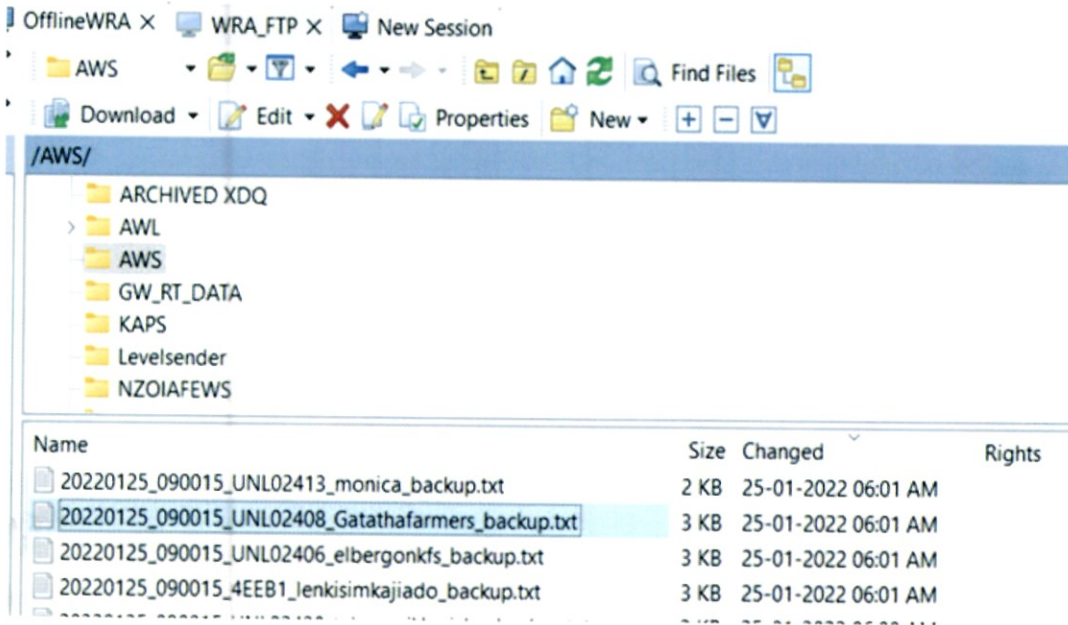 OfflineWRA × WRA_FTP × New Session
AWS Find Files
Download Edit Properties New
/AWS/
ARCHIVED XDQ
AWL
AWS
GW_RT_DATA
KAPS
Levelsender
NZOIAFEWS
Name Size Changed Rights
20220125_090015_UNL02413_monica_backup.txt 2 KB 25-01-2022 06:01 AM
20220125_090015_UNL02408_Gatathafarmers_backup.txt 3 KB 25-01-2022 06:01 AM
20220125_090015_UNL02406_elbergonkfs_backup.txt 3 KB 25-01-2022 06:01 AM
20220125_090015_4EEB1_lenkisimkajiado_backup.txt 3 KB 25-01-2022 06:01 AM